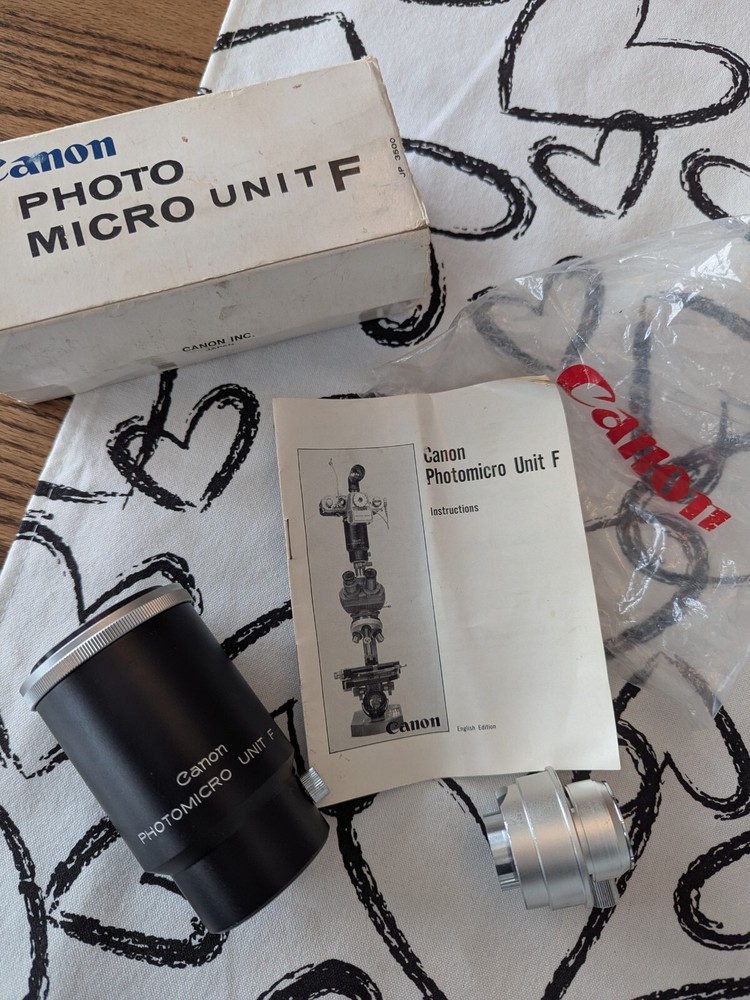 Canon
PHOTO
MICRO UNIT F
JP 3500
CANON INC.
JAPAN
Canon
Canon
Photomicro Unit F
Instructions
Canon
English Edition
Canon
PHOTOMICRO UNIT F